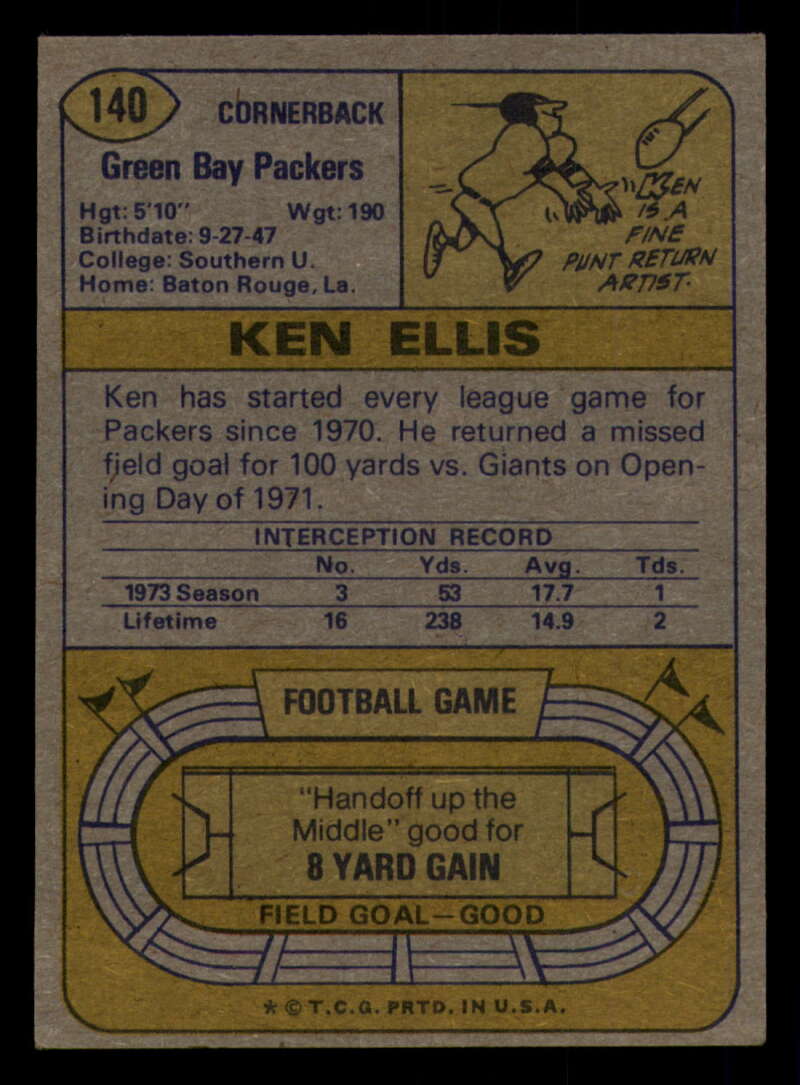 140
CORNERBACK
Green Bay Packers
Hgt: 5'10" Wgt: 190
Birthdate: 9-27-47
College: Southern U.
Home: Baton Rouge, La.
KEN
IS A
FINE
PUNT RETURN
ARTIST.
KEN ELLIS
Ken has started every league game for
Packers since 1970. He returned a missed
field goal for 100 yards vs. Giants on Open-
ing Day of 1971.
INTERCEPTION RECORD
No. Yds. Avg. Tds.
1973 Season 3 53 17.7 1
Lifetime 16 238 14.9 2
FOOTBALL GAME
"Handoff up the
Middle" good for
8 YARD GAIN
FIELD GOAL—GOOD
* © T.C.G. PRTD. IN U.S.A.